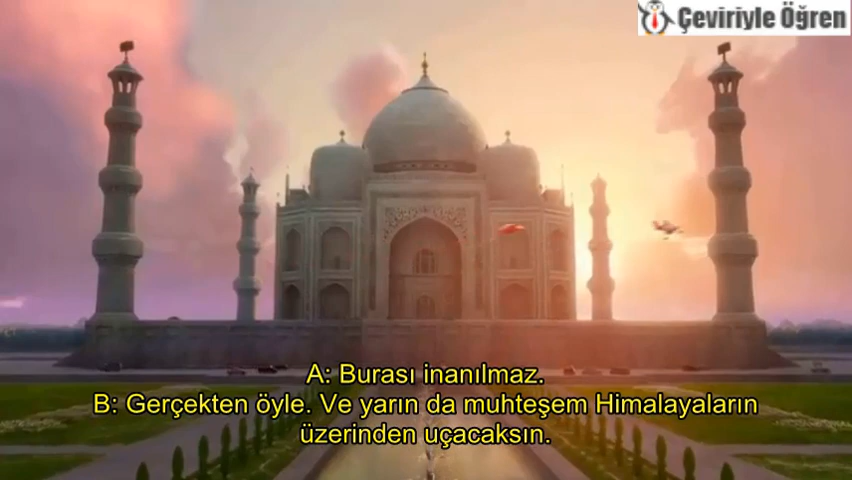 Çeviriyle Öğren
A: Burası inanılmaz.
B: Gerçekten öyle. Ve yarın da muhteşem Himalayaların
üzerinden uçacaksın.